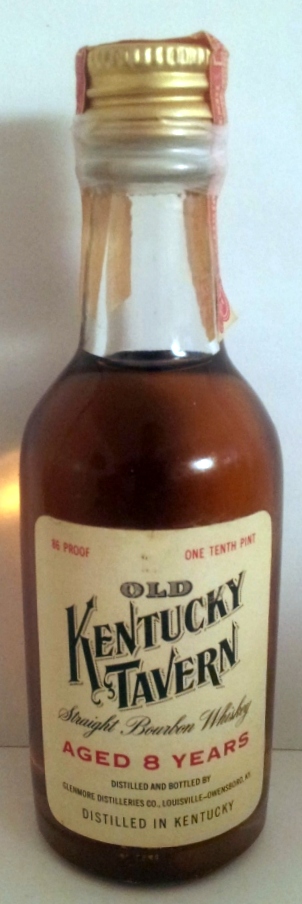 86 PROOF ONE TENTH PINT
OLD
KENTUCKY
TAVERN
Straight Bourbon Whiskey
AGED 8 YEARS
DISTILLED AND BOTTLED BY
GLENMORE DISTILLERIES CO., LOUISVILLE-OWENSBORO, KY.
DISTILLED IN KENTUCKY